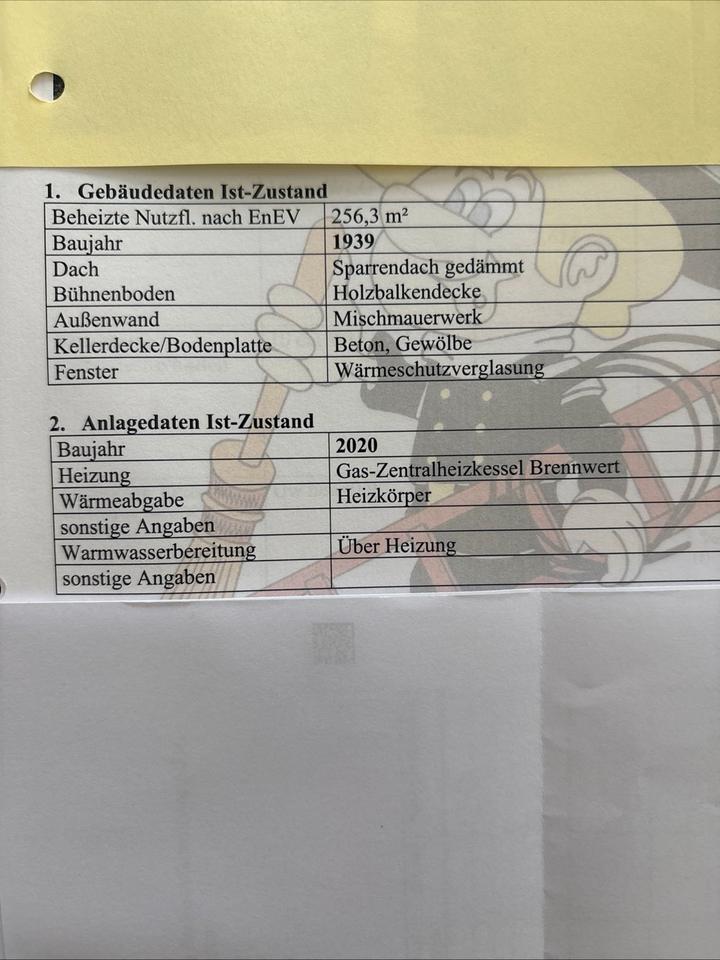 1. Gebäudedaten Ist-Zustand
Beheizte Nutzfl. nach EnEV 256,3 m²
Baujahr 1939
Dach Sparrendach gedämmt
Bühnenboden Holzbalkendecke
Außenwand Mischmauerwerk
Kellerdecke/Bodenplatte Beton, Gewölbe
Fenster Wärmeschutzverglasung
2. Anlagedaten Ist-Zustand
Baujahr 2020
Heizung Gas-Zentralheizkessel Brennwert
Wärmeabgabe Heizkörper
sonstige Angaben
Warmwasserbereitung Über Heizung
sonstige Angaben